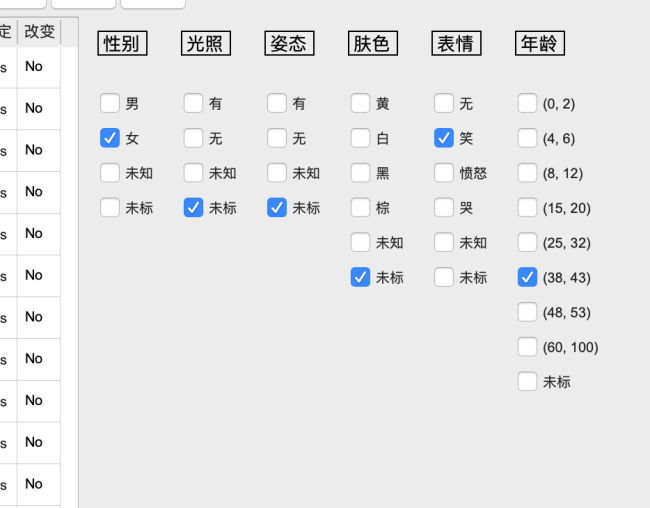 定 改变 性别 光照 姿态 肤色 表情 年龄
s No
男 有 有 黄 无 (0, 2)
s No
女 无 无 白 笑 (4, 6)
s No
未知 未知 未知 黑 愤怒 (8, 12)
s No
未标 未标 未标 棕 哭 (15, 20)
s No
未知 未知 (25, 32)
s No
未标 未标 (38, 43)
s No
(48, 53)
s No
(60, 100)
s No
未标
s No
s No